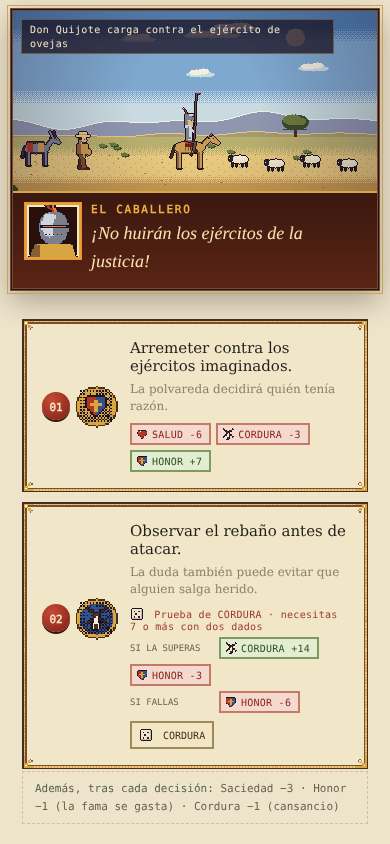 Don Quijote carga contra el ejército de
ovejas
EL CABALLERO
¡No huirán los ejércitos de la
justicia!
01
Arremeter contra los
ejércitos imaginados.
La polvareda decidirá quién tenía
razón.
SALUD -6
CORDURA -3
HONOR +7
02
Observar el rebaño antes de
atacar.
La duda también puede evitar que
alguien salga herido.
Prueba de CORDURA · necesitas
7 o más con dos dados
SI LA SUPERAS
CORDURA +14
HONOR -3
SI FALLAS
HONOR -6
CORDURA
Además, tras cada decisión: Saciedad −3 · Honor
−1 (la fama se gasta) · Cordura −1 (cansancio)